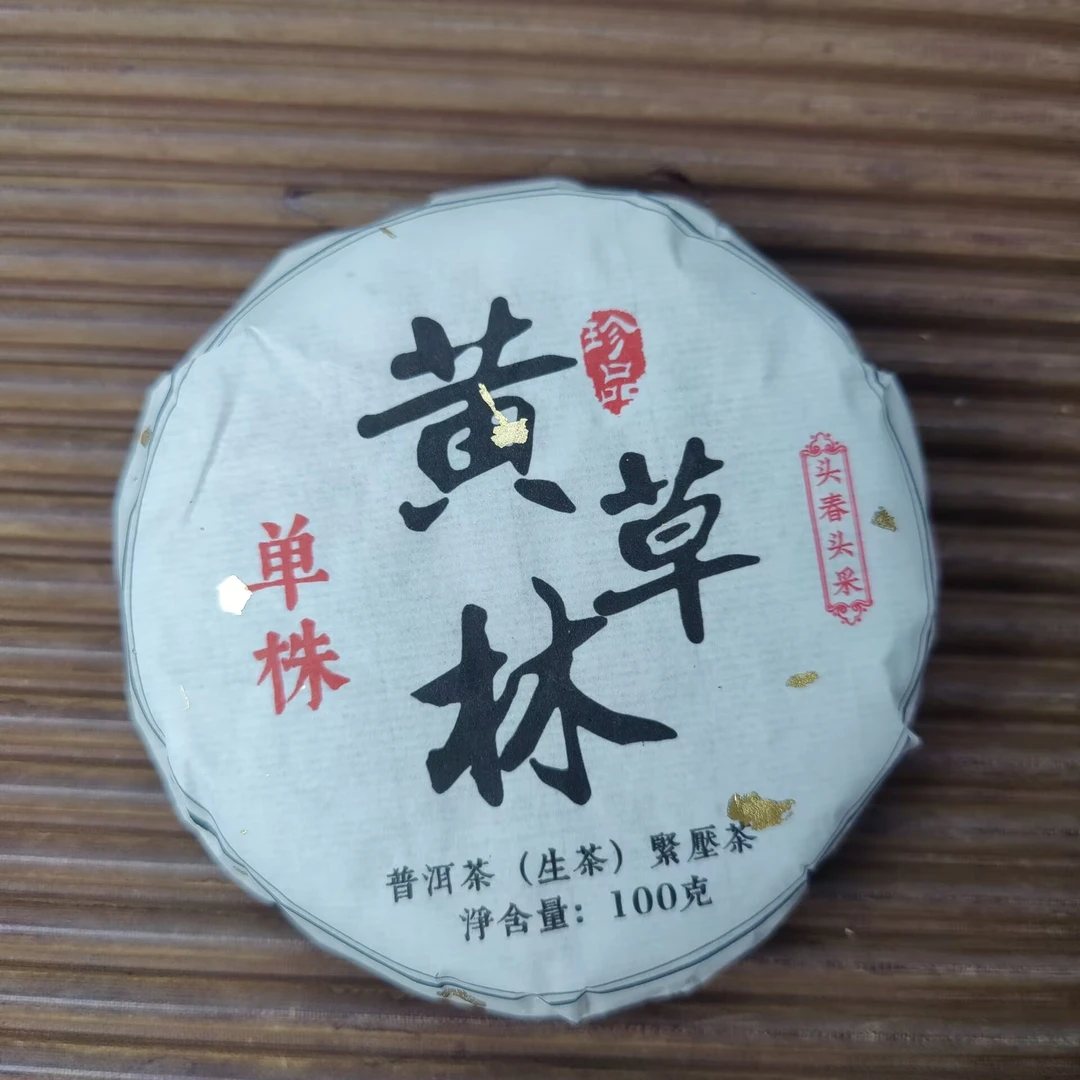 黄草林
珍品
头春头采
单株
普洱茶（生茶）緊壓茶
淨含量：100克